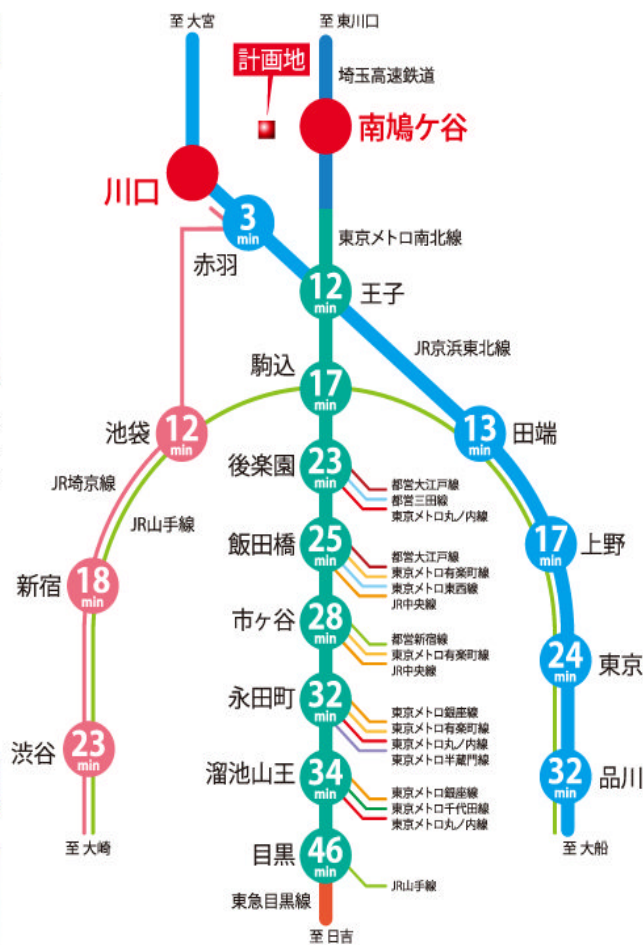 至 大宮
至 東川口
計画地
埼玉高速鉄道
南鳩ケ谷
川口
3
min
赤羽
東京メトロ南北線
12
min
王子
JR京浜東北線
駒込
17
min
池袋
12
min
13
min
田端
後楽園
23
min
都営大江戸線
都営三田線
東京メトロ丸ノ内線
JR埼京線
JR山手線
飯田橋
25
min
都営大江戸線
東京メトロ有楽町線
東京メトロ東西線
JR中央線
17
min
上野
新宿
18
min
市ヶ谷
28
min
都営新宿線
東京メトロ有楽町線
JR中央線
24
min
東京
永田町
32
min
東京メトロ銀座線
東京メトロ有楽町線
東京メトロ丸ノ内線
東京メトロ半蔵門線
渋谷
23
min
溜池山王
34
min
東京メトロ銀座線
東京メトロ千代田線
東京メトロ丸ノ内線
32
min
品川
至 大崎
目黒
46
min
至 大船
JR山手線
東急目黒線
至 日吉